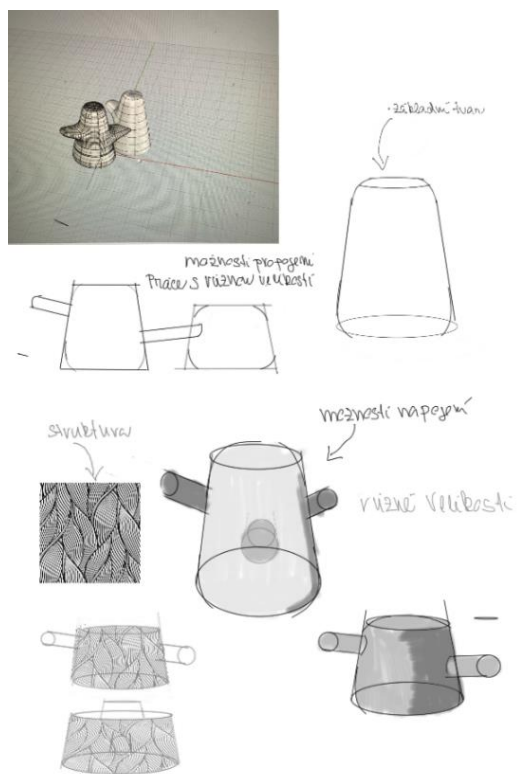 základní tvar
možnosti propojení
Práce s různou velikostí
možnosti napojení
struktura
různé velikosti